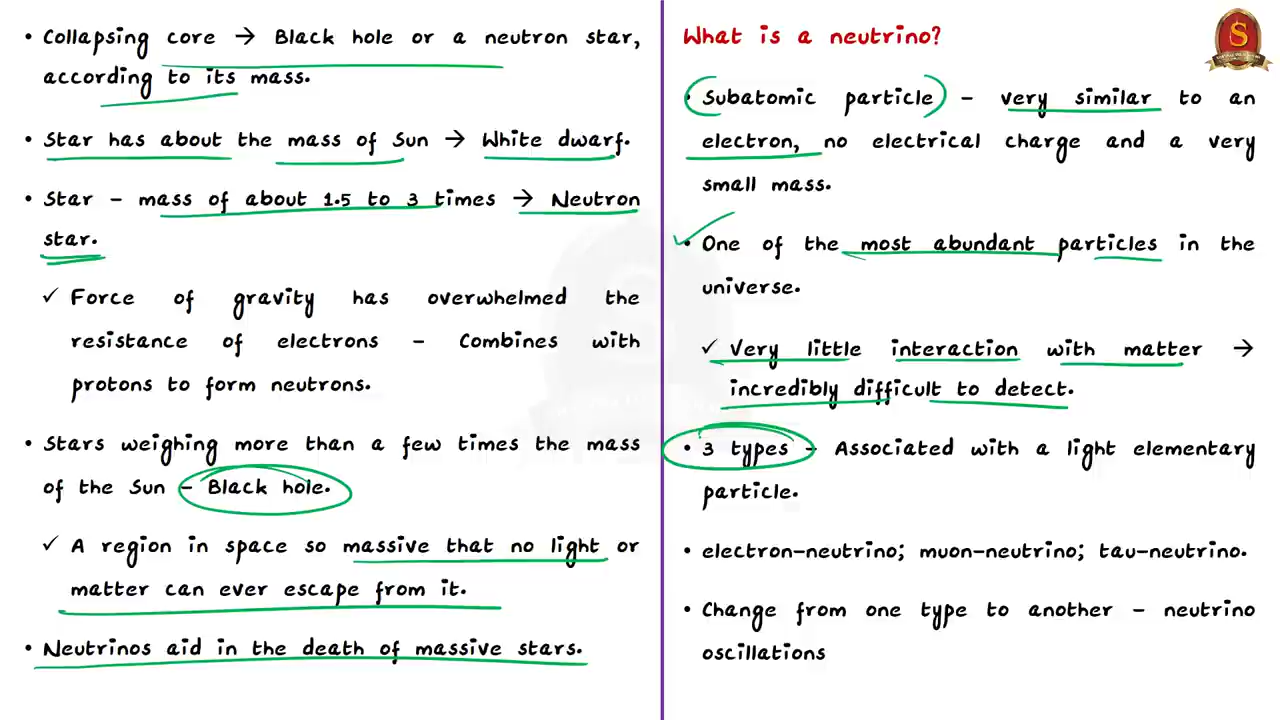 • Collapsing core → Black hole or a neutron star,
according to its mass.
• Star has about the mass of Sun → White dwarf.
• Star – mass of about 1.5 to 3 times → Neutron
star.
✓ Force of gravity has overwhelmed the
resistance of electrons – Combines with
protons to form neutrons.
• Stars weighing more than a few times the mass
of the Sun – Black hole.
✓ A region in space so massive that no light or
matter can ever escape from it.
• Neutrinos aid in the death of massive stars.
What is a neutrino?
• Subatomic particle – very similar to an
electron, no electrical charge and a very
small mass.
• One of the most abundant particles in the
universe.
✓ Very little interaction with matter →
incredibly difficult to detect.
• 3 types – Associated with a light elementary
particle.
• electron-neutrino; muon-neutrino; tau-neutrino.
• Change from one type to another – neutrino
oscillations
S